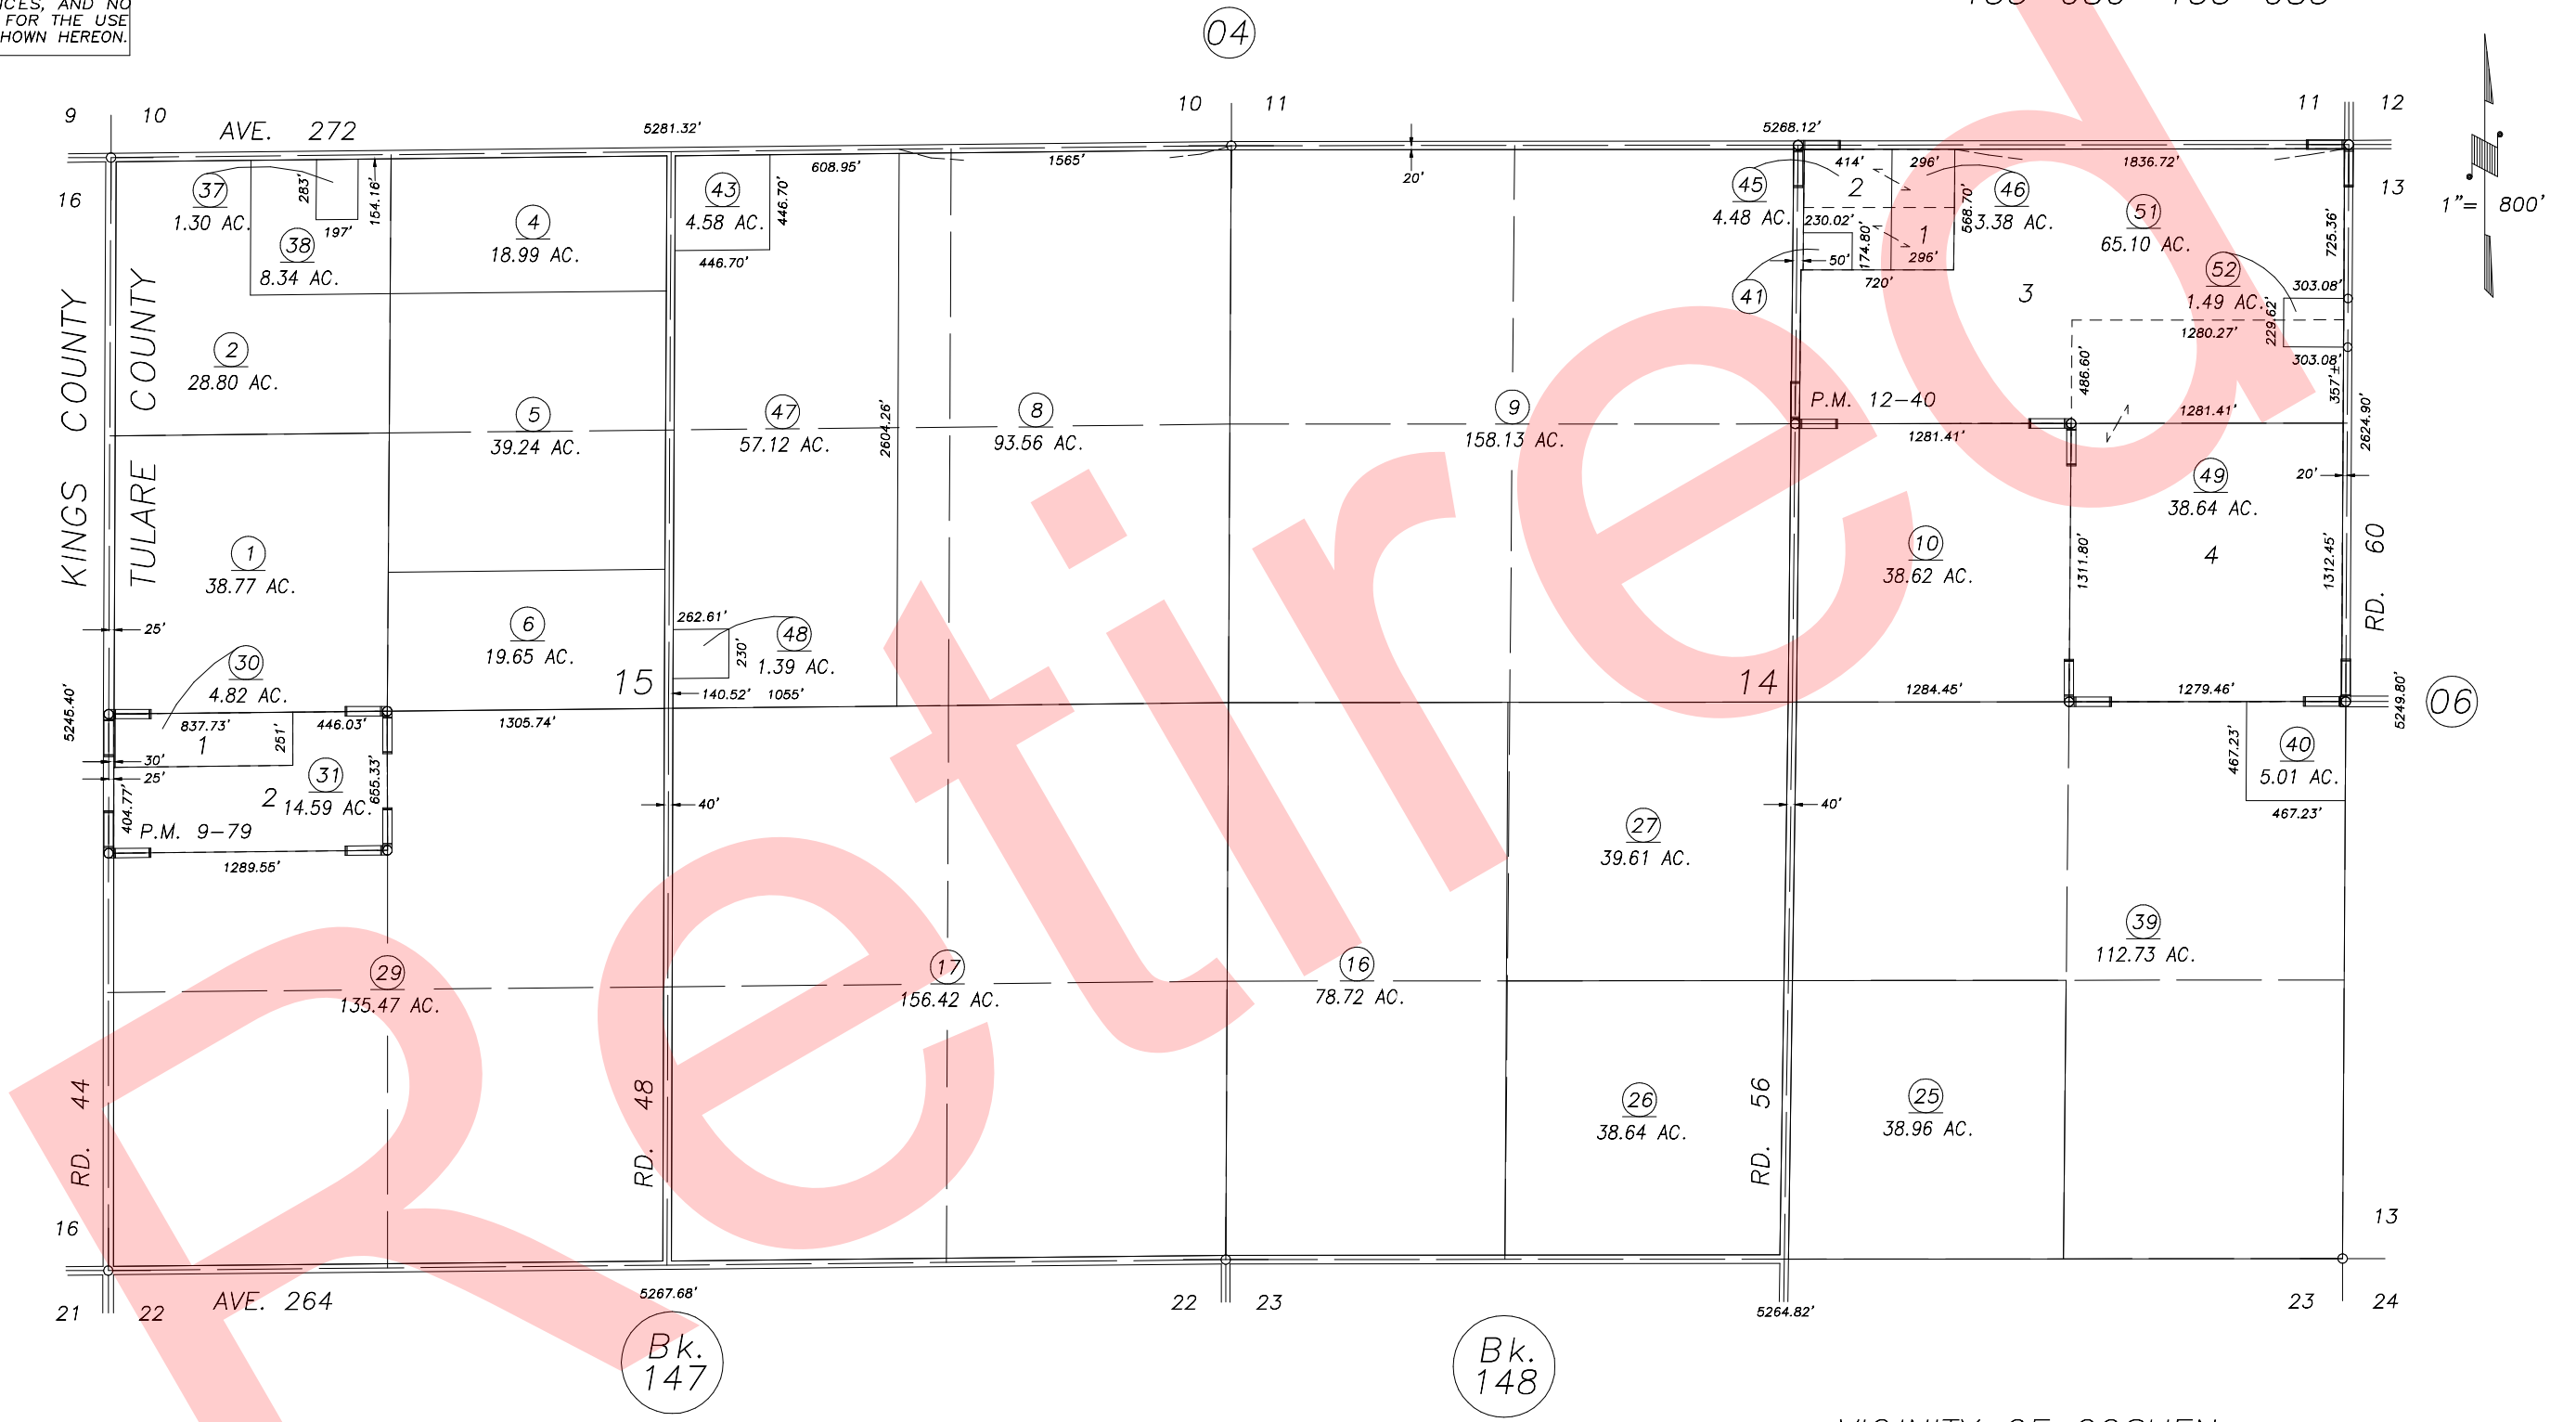 AND NO
FOR THE USE
HOWN HEREON.
04
9
10
10
11
11
12
AVE. 272
5281.32'
5268.12'
16
13
1"= 800'
608.95'
1565'
20'
414'
296'
1836.72'
37
1.30 AC.
283'
197'
154.16'
38
8.34 AC.
4
18.99 AC.
43
4.58 AC.
446.70'
446.70'
45
4.48 AC.
2
46
3.38 AC.
568.70'
230.02'
174.80'
1
296'
50'
720'
41
51
65.10 AC.
725.36'
52
1.49 AC.
303.08'
229.62'
303.08'
3
1280.27'
486.60'
357'±
KINGS COUNTY
TULARE COUNTY
2
28.80 AC.
5
39.24 AC.
47
57.12 AC.
2604.26'
8
93.56 AC.
9
158.13 AC.
P.M. 12-40
1281.41'
1281.41'
2624.90'
20'
49
38.64 AC.
4
1
38.77 AC.
10
38.62 AC.
1311.80'
1312.45'
RD. 60
25'
6
19.65 AC.
262.61'
230'
48
1.39 AC.
30
4.82 AC.
15
140.52'
1055'
14
1284.45'
1279.46'
5245.40'
837.73'
446.03'
1305.74'
5249.80'
06
1
251'
30'
25'
31
14.59 AC.
2
655.33'
404.77'
P.M. 9-79
1289.55'
40'
40'
467.23'
40
5.01 AC.
467.23'
27
39.61 AC.
39
112.73 AC.
29
135.47 AC.
17
156.42 AC.
16
78.72 AC.
RD. 44
RD. 48
RD. 56
26
38.64 AC.
25
38.96 AC.
16
13
21
22
AVE. 264
5267.68'
22
23
5264.82'
23
24
Bk.
147
Bk.
148
Retired